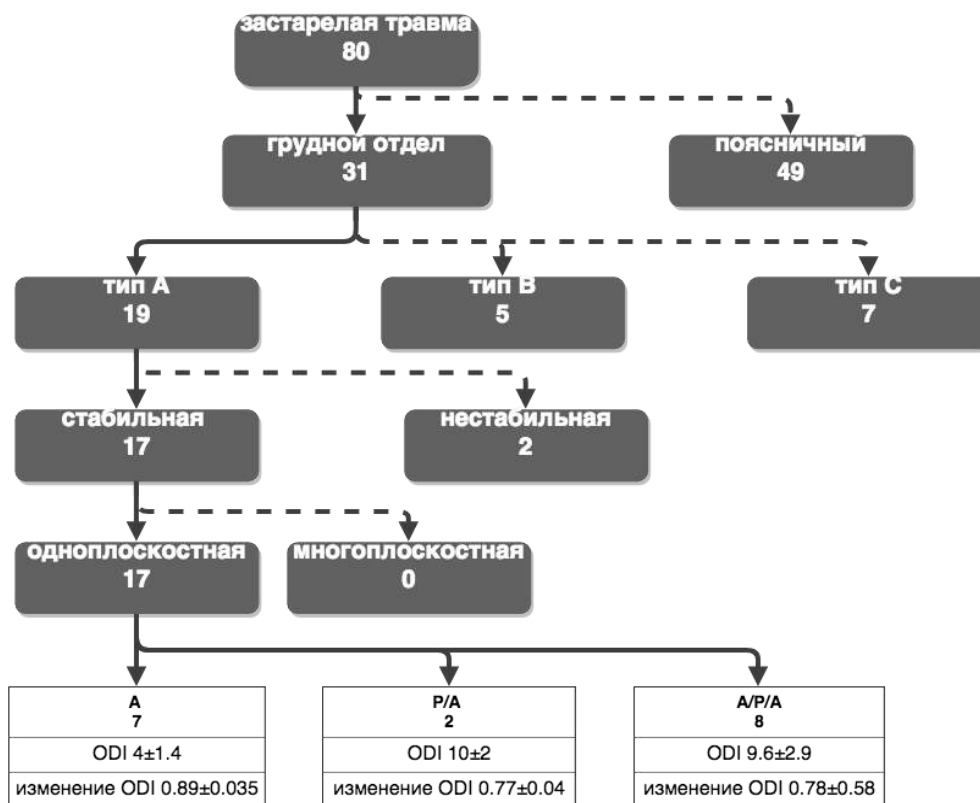 застарелая травма
80
грудной отдел
31
поясничный
49
тип А
19
тип В
5
тип С
7
стабильная
17
нестабильная
2
одноплоскостная
17
многоплоскостная
0
А
7
ODI 4±1.4
изменение ODI 0.89±0.035
P/A
2
ODI 10±2
изменение ODI 0.77±0.04
A/P/A
8
ODI 9.6±2.9
изменение ODI 0.78±0.58